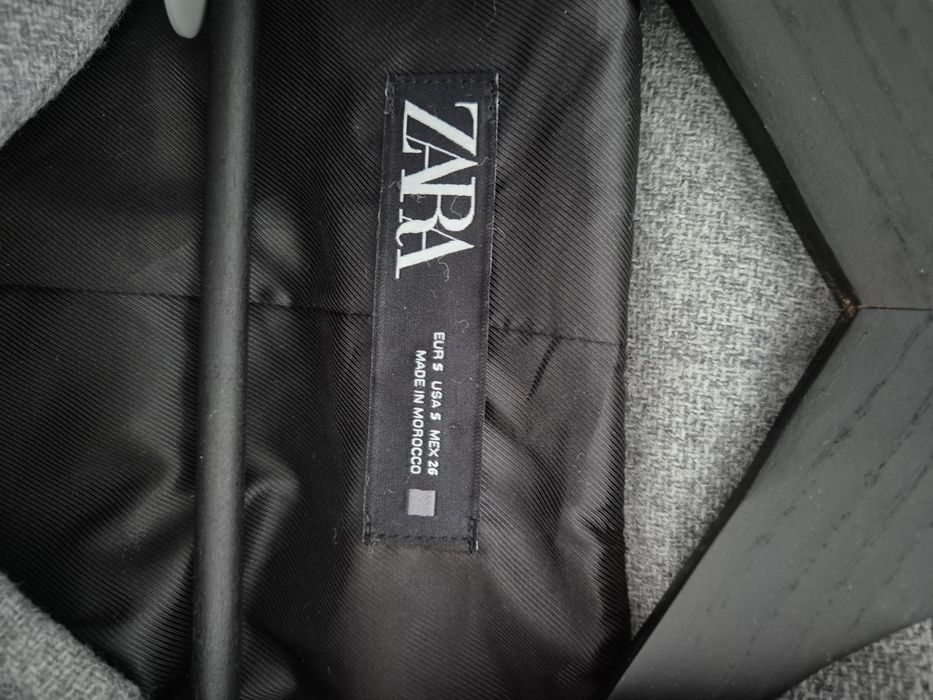 ZARA
EUR S USA S MEX 26
MADE IN MOROCCO